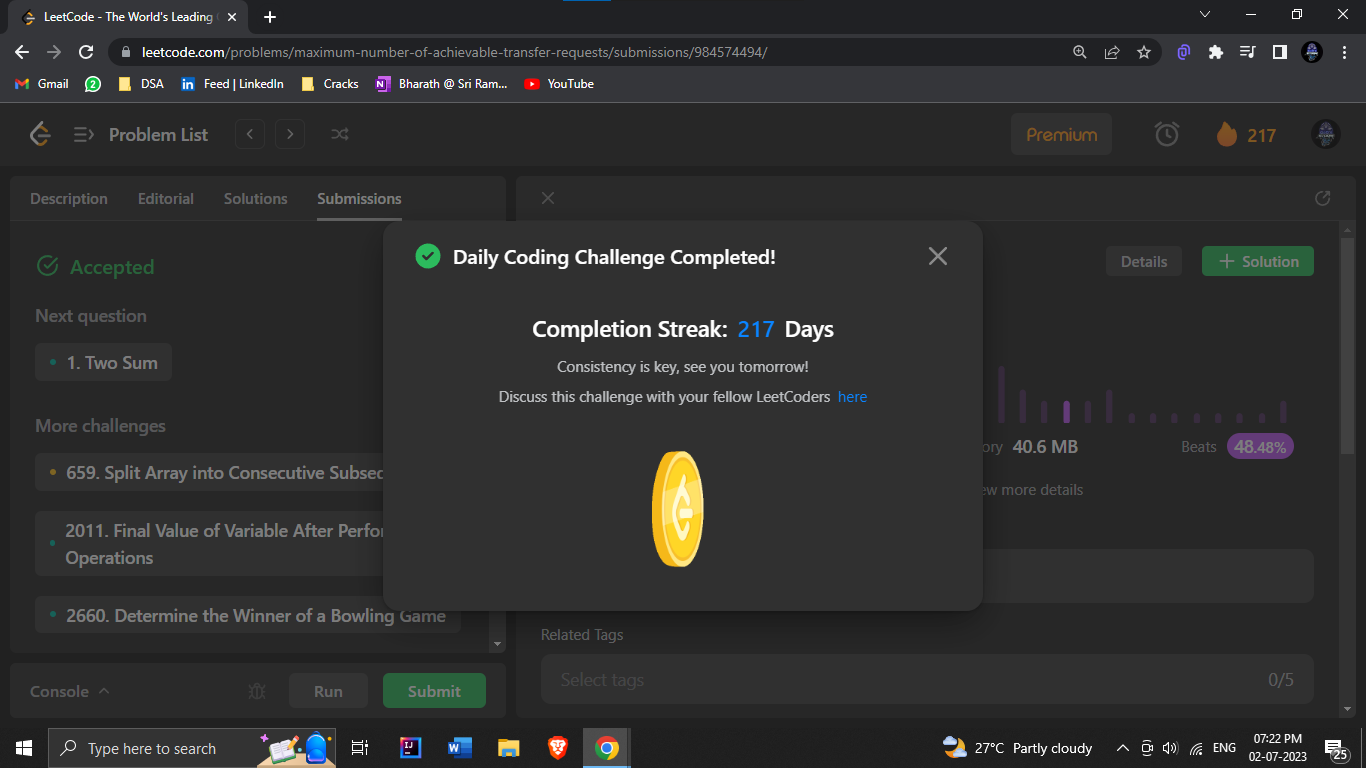 LeetCode - The World's Leading
leetcode.com/problems/maximum-number-of-achievable-transfer-requests/submissions/984574494/
Gmail 2 DSA in Feed | LinkedIn Cracks N Bharath @ Sri Ram... YouTube
Problem List Premium 217
Description Editorial Solutions Submissions
Accepted
Next question
1. Two Sum
More challenges
659. Split Array into Consecutive Subsec
2011. Final Value of Variable After Perfor
Operations
2660. Determine the Winner of a Bowling Game
Console Run Submit
Daily Coding Challenge Completed!
Completion Streak: 217 Days
Consistency is key, see you tomorrow!
Discuss this challenge with your fellow LeetCoders here
Details + Solution
ory 40.6 MB Beats 48.48%
ew more details
Related Tags
Select tags 0/5
Type here to search
27°C Partly cloudy ENG
07:22 PM
02-07-2023
25